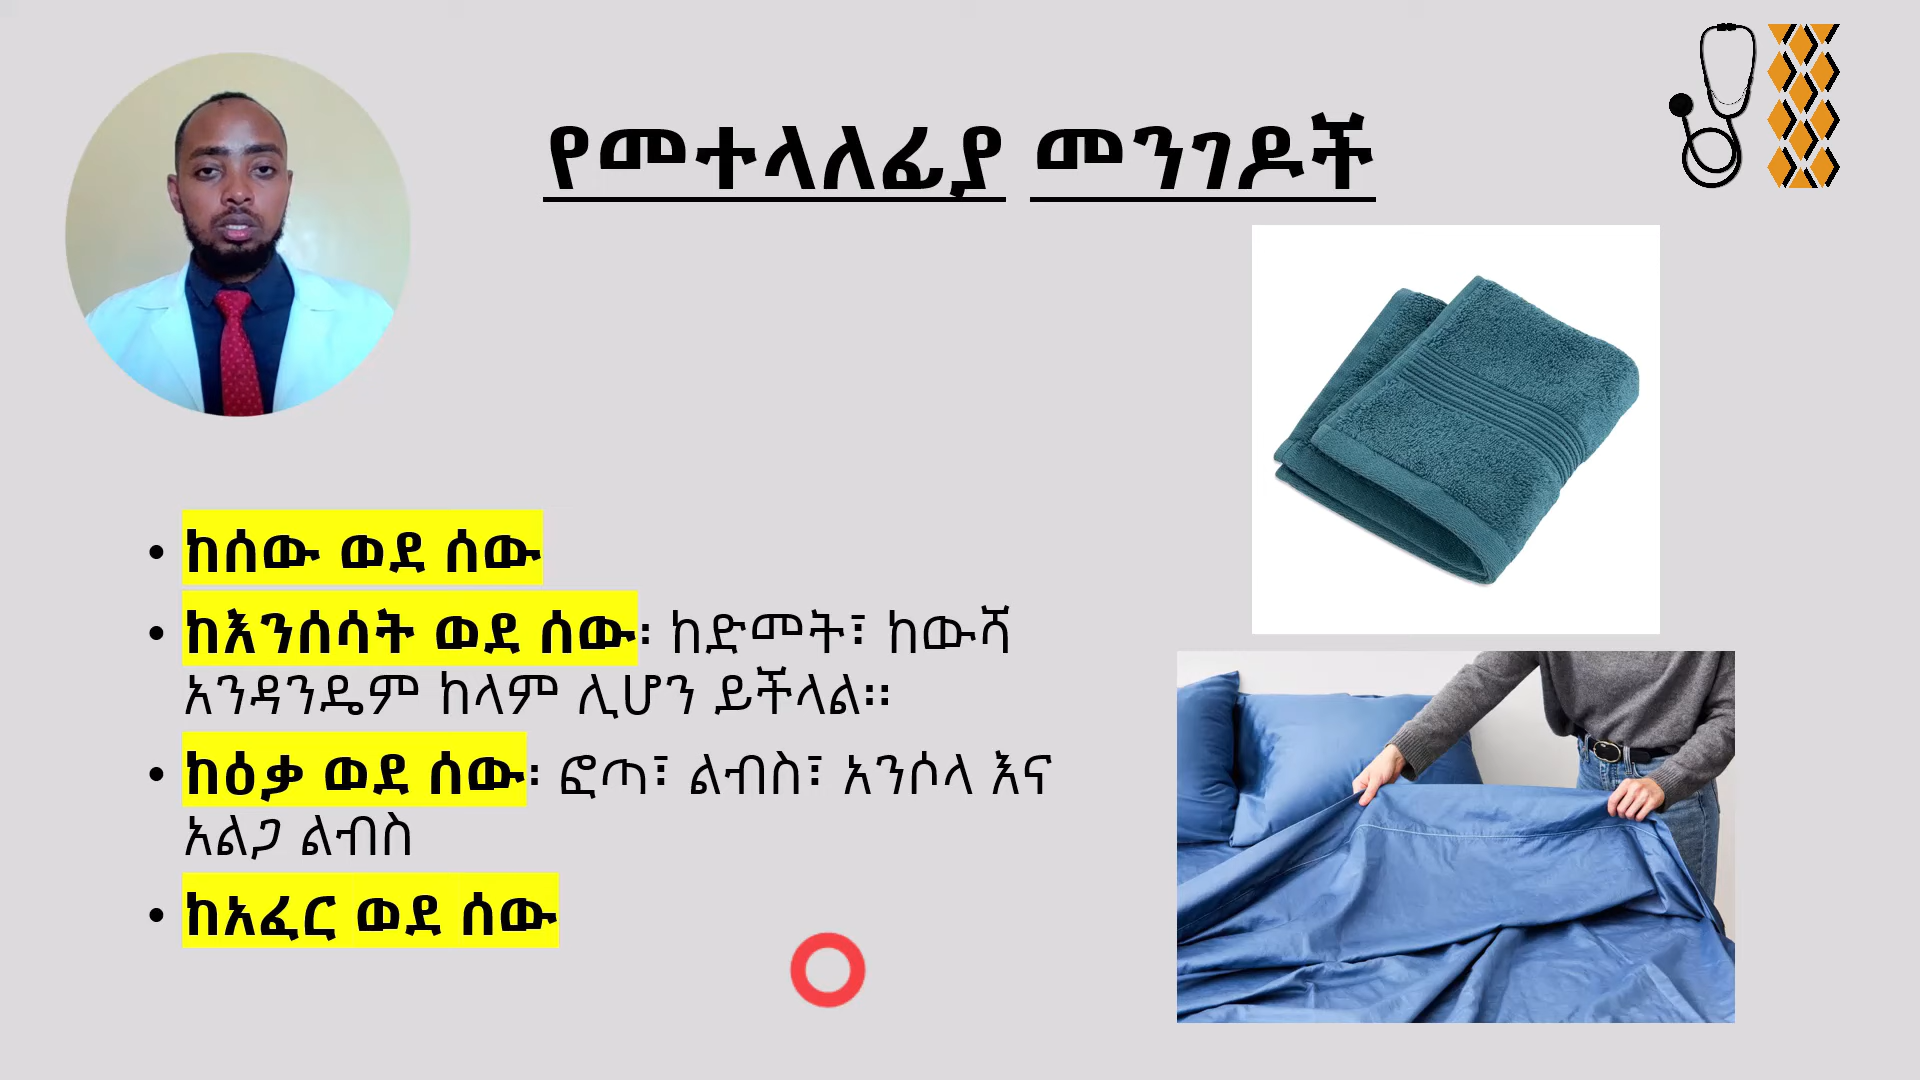 የመተላለፊያ መንገዶች
• ከሰው ወደ ሰው
• ከእንሰሳት ወደ ሰው፡ ከድመት፣ ከውሻ
አንዳንዴም ከላም ሊሆን ይችላል፡፡
• ከዕቃ ወደ ሰው፡ ፎጣ፣ ልብስ፣ አንሶላ እና
አልጋ ልብስ
• ከአፈር ወደ ሰው